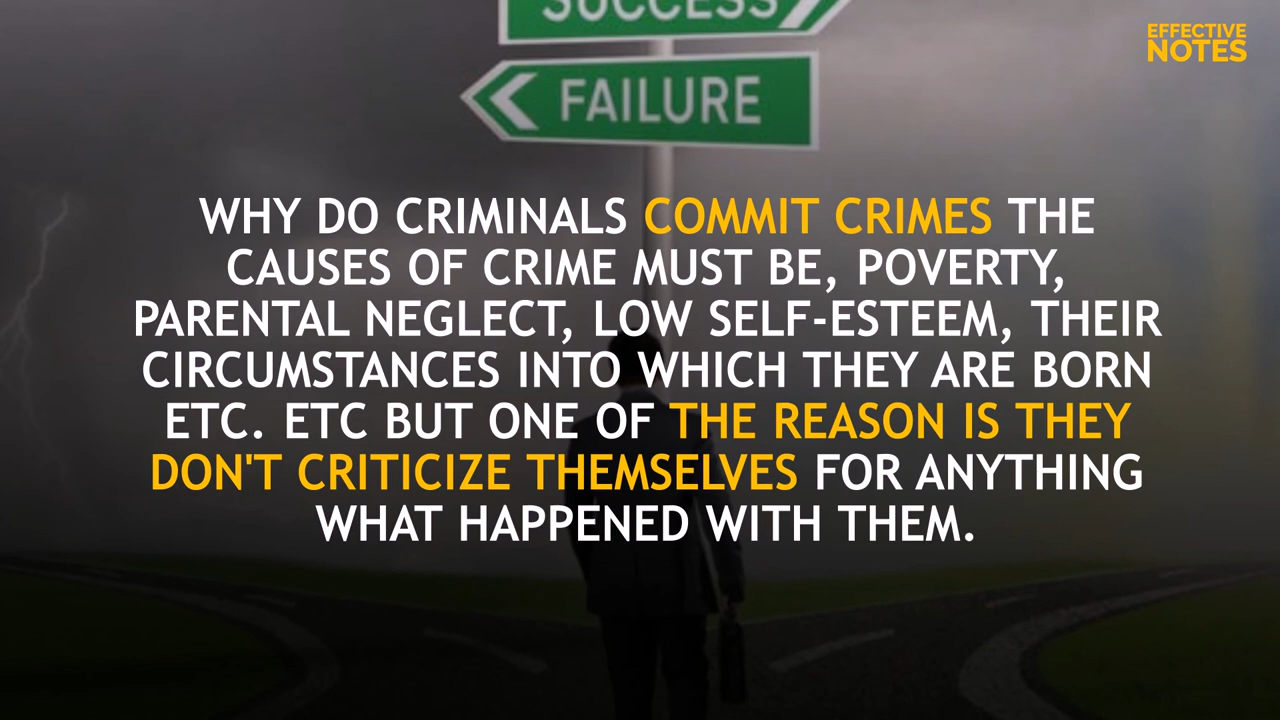 SUCCESS
FAILURE
EFFECTIVE
NOTES
WHY DO CRIMINALS COMMIT CRIMES THE
CAUSES OF CRIME MUST BE, POVERTY,
PARENTAL NEGLECT, LOW SELF-ESTEEM, THEIR
CIRCUMSTANCES INTO WHICH THEY ARE BORN
ETC. ETC BUT ONE OF THE REASON IS THEY
DON'T CRITICIZE THEMSELVES FOR ANYTHING
WHAT HAPPENED WITH THEM.